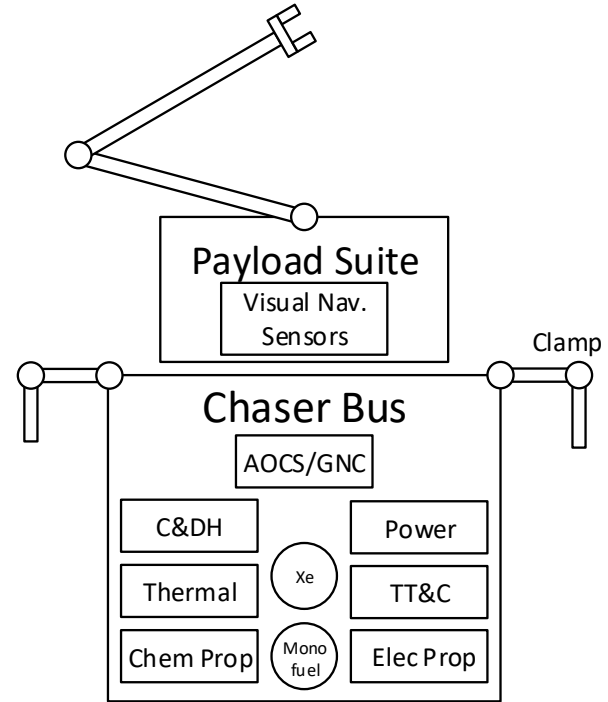 Payload Suite
Visual Nav.
Sensors
Clamp
Chaser Bus
AOCS/GNC
C&DH
Power
Xe
Thermal
TT&C
Chem Prop
Mono
fuel
Elec Prop